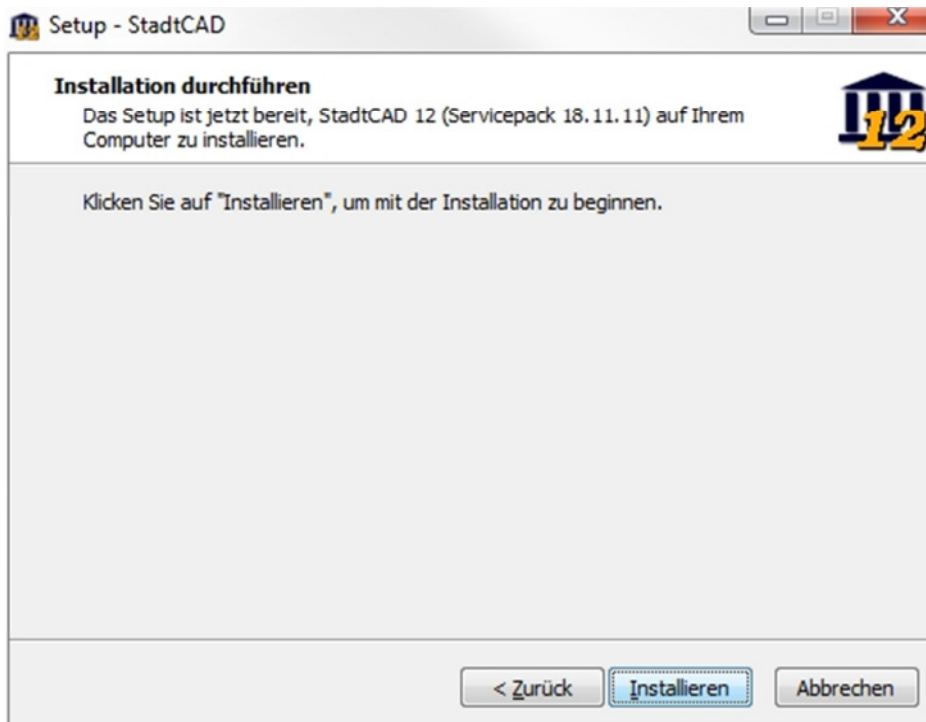 Setup - StadtCAD
Installation durchführen
Das Setup ist jetzt bereit, StadtCAD 12 (Servicepack 18.11.11) auf Ihrem
Computer zu installieren.
12
Klicken Sie auf "Installieren", um mit der Installation zu beginnen.
< Zurück
Installieren
Abbrechen